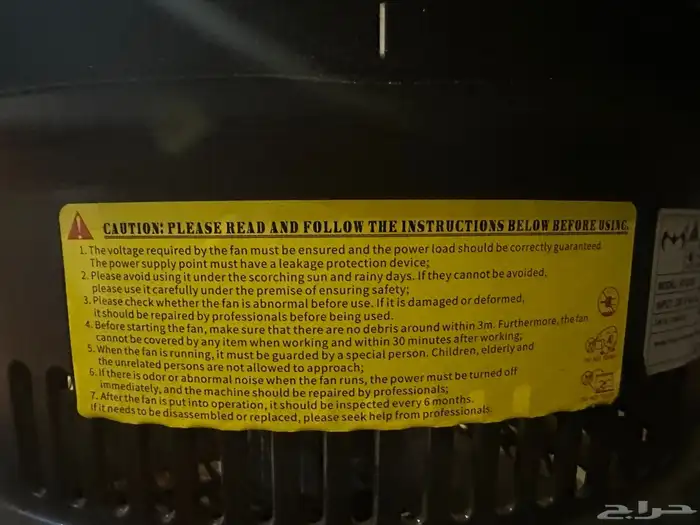 CAUTION: PLEASE READ AND FOLLOW THE INSTRUCTIONS BELOW BEFORE USING.
1. The voltage required by the fan must be ensured and the power load should be correctly guaranteed.
The power supply point must have a leakage protection device;
2. Please avoid using it under the scorching sun and rainy days. If they cannot be avoided,
please use it carefully under the premise of ensuring safety;
3. Please check whether the fan is abnormal before use. If it is damaged or deformed,
it should be repaired by professionals before being used.
4. Before starting the fan, make sure that there are no debris around within 3m. Furthermore, the fan
cannot be covered by any item when working and within 30 minutes after working;
5. When the fan is running, it must be guarded by a special person. Children, elderly and
the unrelated persons are not allowed to approach;
6. If there is odor or abnormal noise when the fan runs, the power must be turned off
immediately, and the machine should be repaired by professionals;
7. After the fan is put into operation, it should be inspected every 6 months.
If it needs to be disassembled or replaced, please seek help from professionals.
حراج